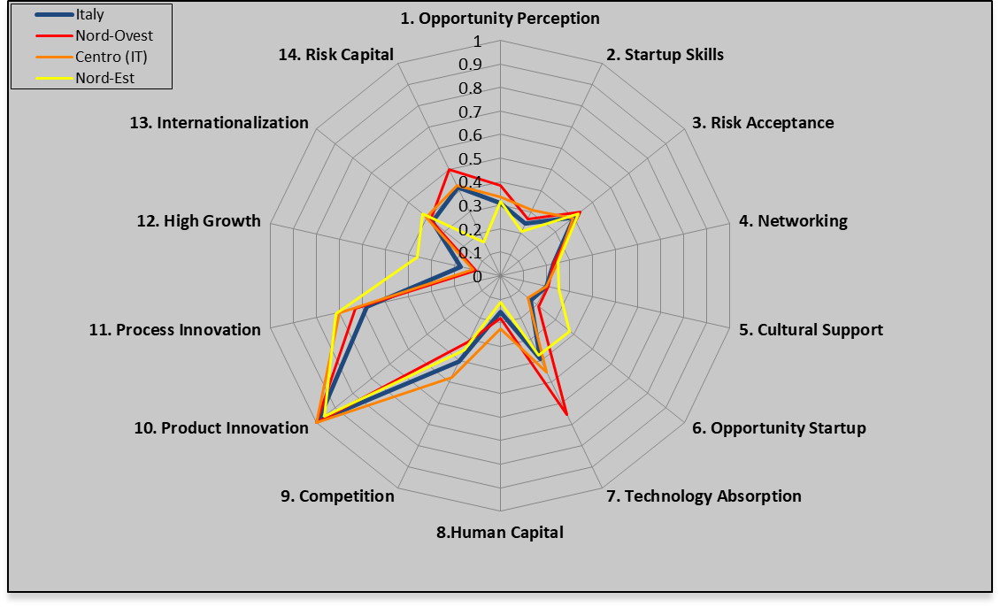 Italy
Nord-Ovest
Centro (IT)
Nord-Est
1. Opportunity Perception
14. Risk Capital
2. Startup Skills
13. Internationalization
3. Risk Acceptance
12. High Growth
4. Networking
11. Process Innovation
5. Cultural Support
10. Product Innovation
6. Opportunity Startup
9. Competition
7. Technology Absorption
8.Human Capital
1
0.9
0.8
0.7
0.6
0.5
0.4
0.3
0.2
0.1
0